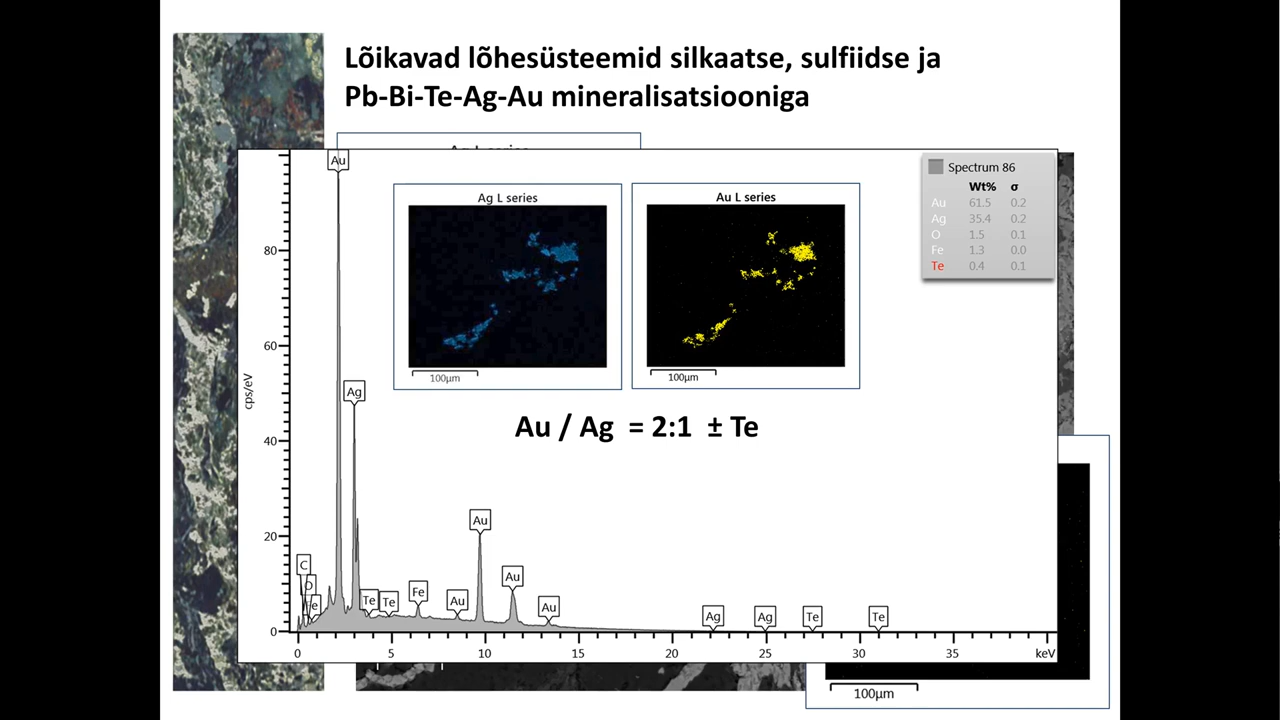 Lõikavad lõhesüsteemid silkaatse, sulfiidse ja
Pb-Bi-Te-Ag-Au mineralisatsiooniga
Ag L series
Au L series
100µm
100µm
Spectrum 86
Wt% σ
Au 61.5 0.2
Ag 35.4 0.2
O 1.5 0.1
Fe 1.3 0.0
Te 0.4 0.1
Au / Ag = 2:1 ± Te
cps/eV
80
60
40
20
0
Au
Ag
C
O
Te
Te
Fe
Au
Au
Au
Au
Ag
Ag
Te
Te
0 5 10 15 20 25 30 35 keV
100µm